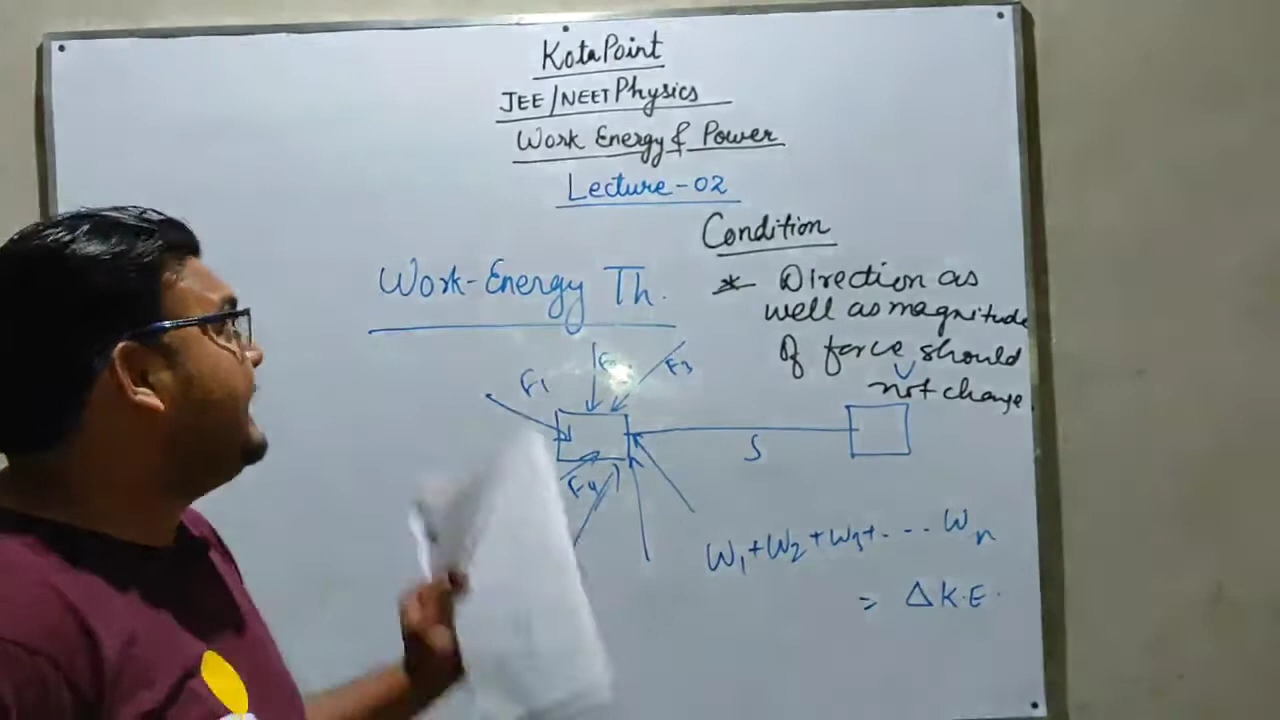 KotaPoint
JEE/NEET Physics
Work Energy & Power
Lecture-02
Condition
Work-Energy Th.
* Direction as
well as magnitude
of force should
not change
F1
F3
S
F4
W1+W2+W3+---- Wn
= ΔK.E.